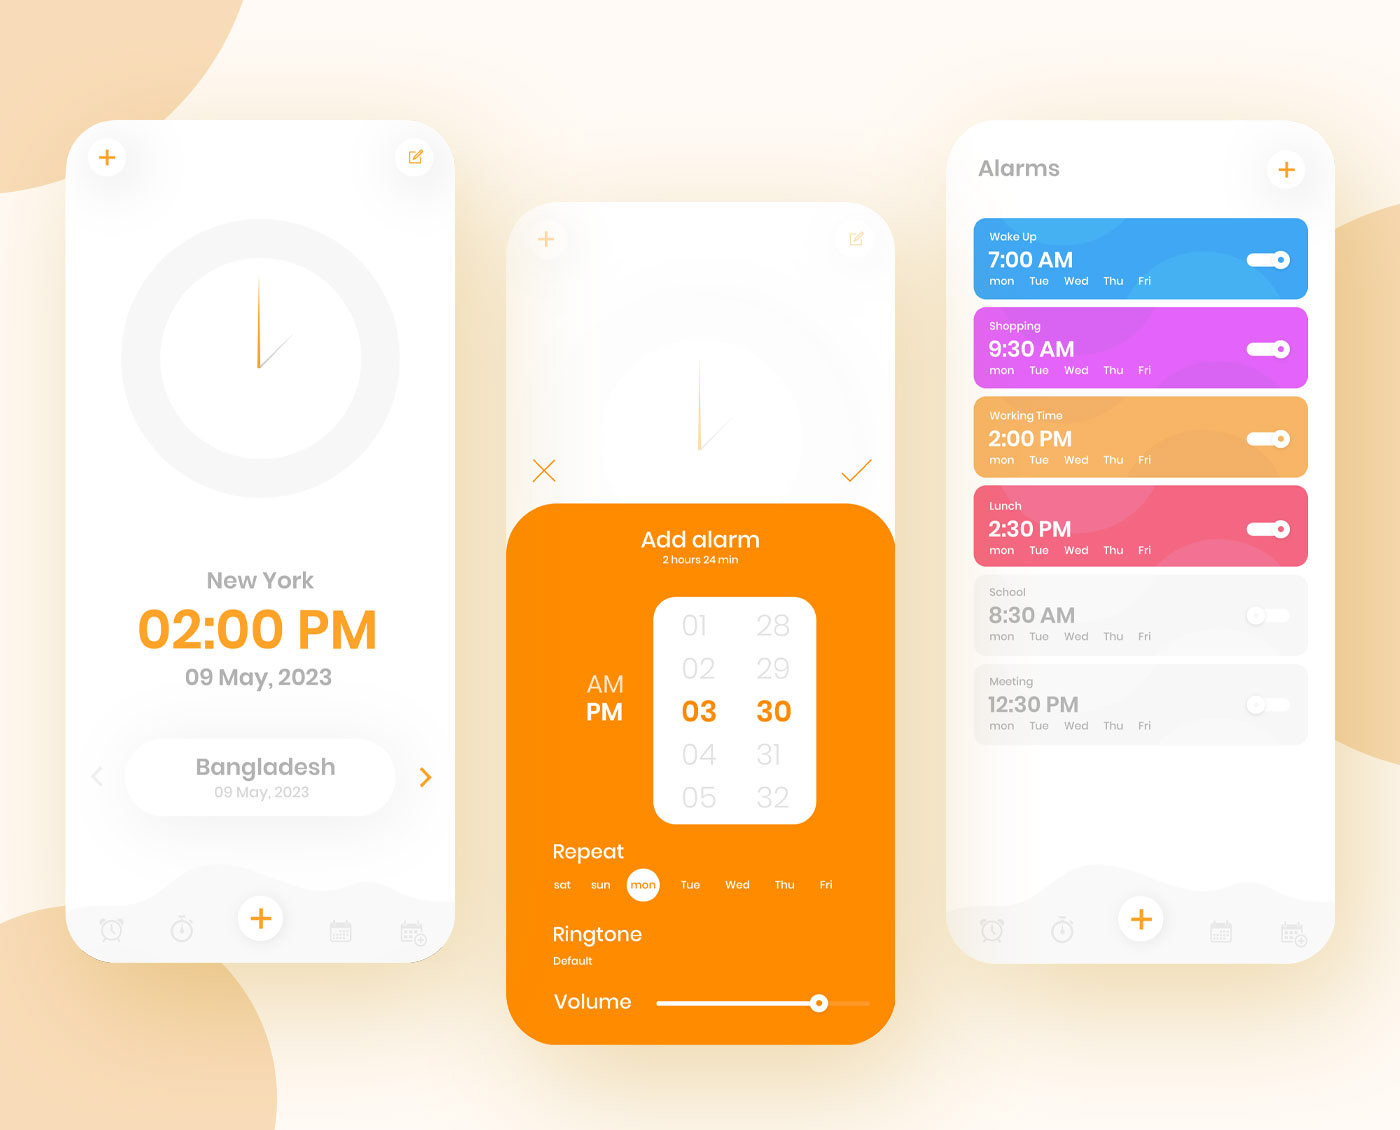 New York
02:00 PM
09 May, 2023
Bangladesh
09 May, 2023
Add alarm
2 hours 24 min
01 28
02 29
AM
PM
03 30
04 31
05 32
Repeat
sat sun mon Tue Wed Thu Fri
Ringtone
Default
Volume
Alarms
Wake Up
7:00 AM
mon Tue Wed Thu Fri
Shopping
9:30 AM
mon Tue Wed Thu Fri
Working Time
2:00 PM
mon Tue Wed Thu Fri
Lunch
2:30 PM
mon Tue Wed Thu Fri
School
8:30 AM
mon Tue Wed Thu Fri
Meeting
12:30 PM
mon Tue Wed Thu Fri